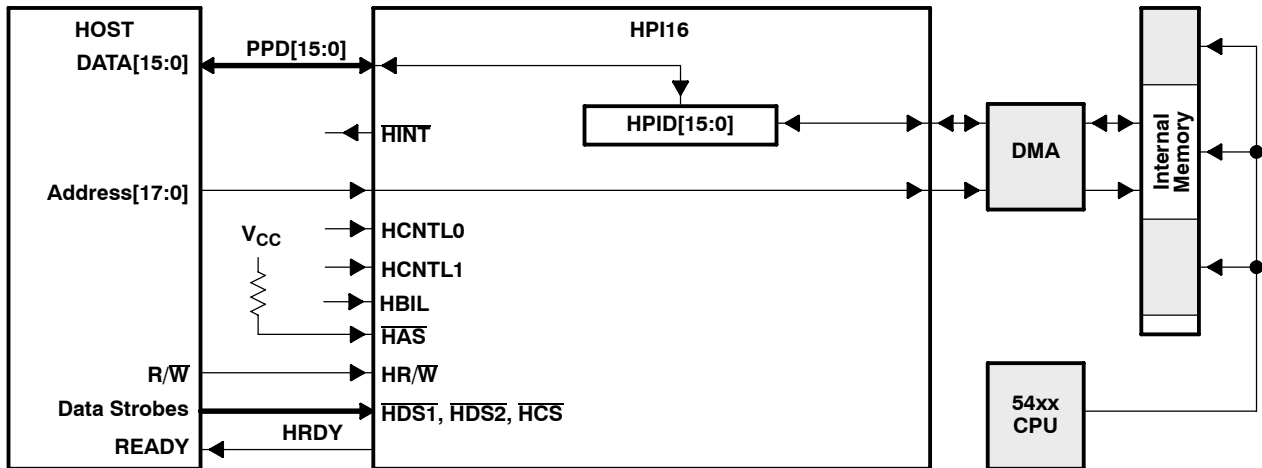 HOST
HPI16
DATA[15:0]
PPD[15:0]
HPID[15:0]
HINT
DMA
Internal
Memory
Address[17:0]
VCC
HCNTL0
HCNTL1
HBIL
HAS
R/W
HR/W
Data Strobes
HDS1, HDS2, HCS
54xx
CPU
READY
HRDY